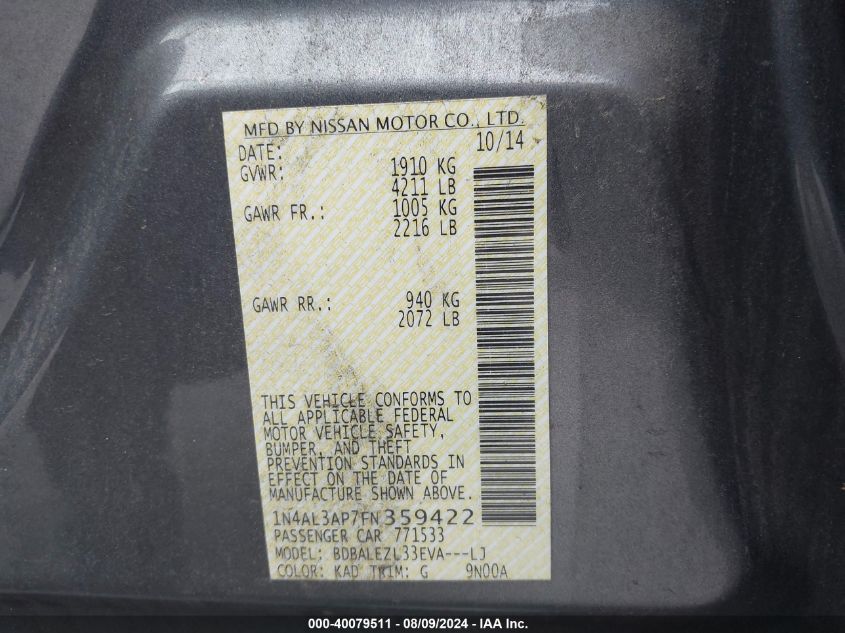 MFD BY NISSAN MOTOR CO., LTD.
DATE: 10/14
GVWR: 1910 KG
4211 LB
GAWR FR.: 1005 KG
2216 LB
GAWR RR.: 940 KG
2072 LB
THIS VEHICLE CONFORMS TO
ALL APPLICABLE FEDERAL
MOTOR VEHICLE SAFETY,
BUMPER, AND THEFT
PREVENTION STANDARDS IN
EFFECT ON THE DATE OF
MANUFACTURE SHOWN ABOVE.
1N4AL3AP7FN359422
PASSENGER CAR 771533
MODEL: BDBALEZL33EVA---LJ
COLOR: KAD TRIM: G 9N00A
000-40079511 - 08/09/2024 - IAA Inc.